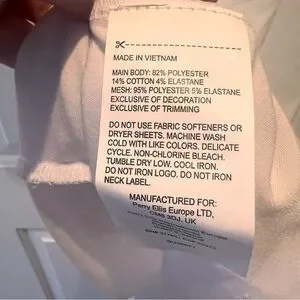 MADE IN VIETNAM
MAIN BODY: 82% POLYESTER
14% COTTON 4% ELASTANE
MESH: 95% POLYESTER 5% ELASTANE
EXCLUSIVE OF DECORATION
EXCLUSIVE OF TRIMMING
DO NOT USE FABRIC SOFTENERS OR
DRYER SHEETS. MACHINE WASH
COLD WITH LIKE COLORS. DELICATE
CYCLE. NON-CHLORINE BLEACH.
TUMBLE DRY LOW. COOL IRON.
DO NOT IRON LOGO. DO NOT IRON
NECK LABEL.
MANUFACTURED FOR:
Perry Ellis Europe LTD,
CM9 3DJ, UK